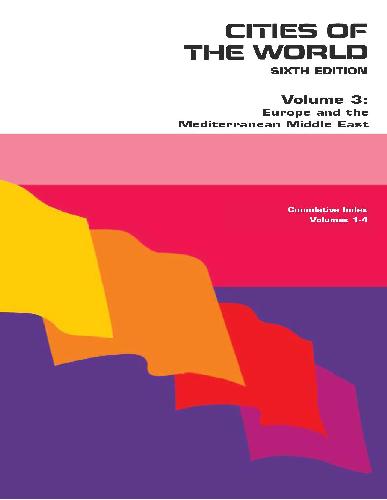 CITIES OF
THE WORLD
SIXTH EDITION
Volume 3:
Europe and the
Mediterranean Middle East
Cumulative Index
Volumes 1-4